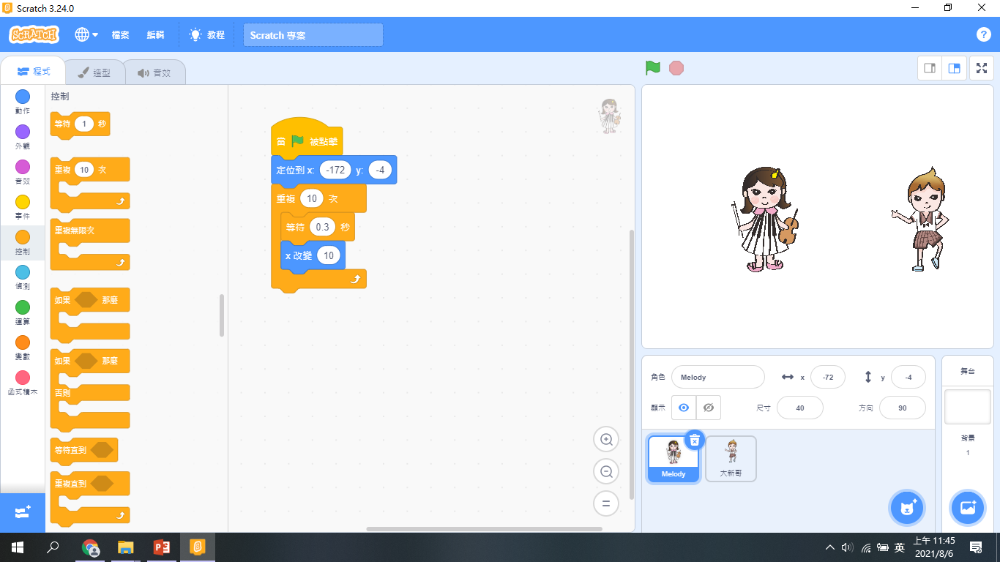 Scratch 3.24.0
SCRATCH
檔案
編輯
教程
Scratch 專案
?
程式
造型
音效
動作
外觀
音效
事件
控制
偵測
運算
變數
函式積木
控制
等待 1 秒
重複 10 次
重複無限次
如果 那麼
如果 那麼
否則
等待直到
重複直到
當 被點擊
定位到 x: -172 y: -4
重複 10 次
等待 0.3 秒
x 改變 10
角色 Melody x -72 y -4
顯示 尺寸 40 方向 90
Melody
大新哥
舞台
背景
1
英
上午 11:45
2021/8/6